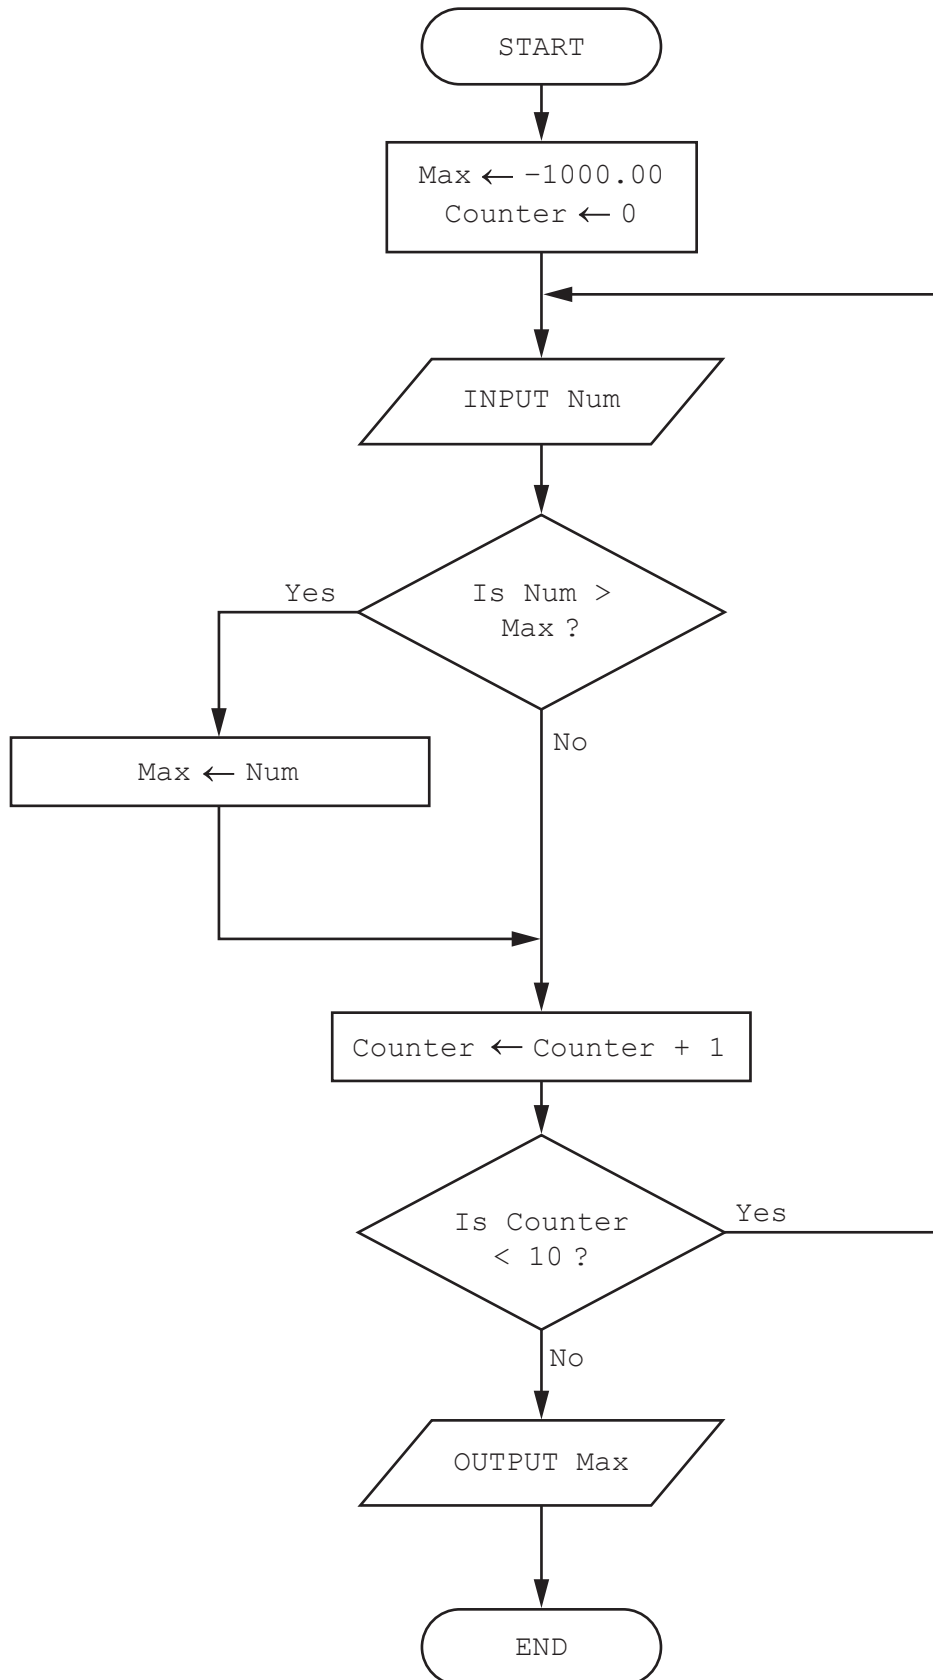 START
Max ← –1000.00
Counter ← 0
INPUT Num
Yes
Is Num >
Max ?
No
Max ← Num
Counter ← Counter + 1
Is Counter
< 10 ?
Yes
No
OUTPUT Max
END